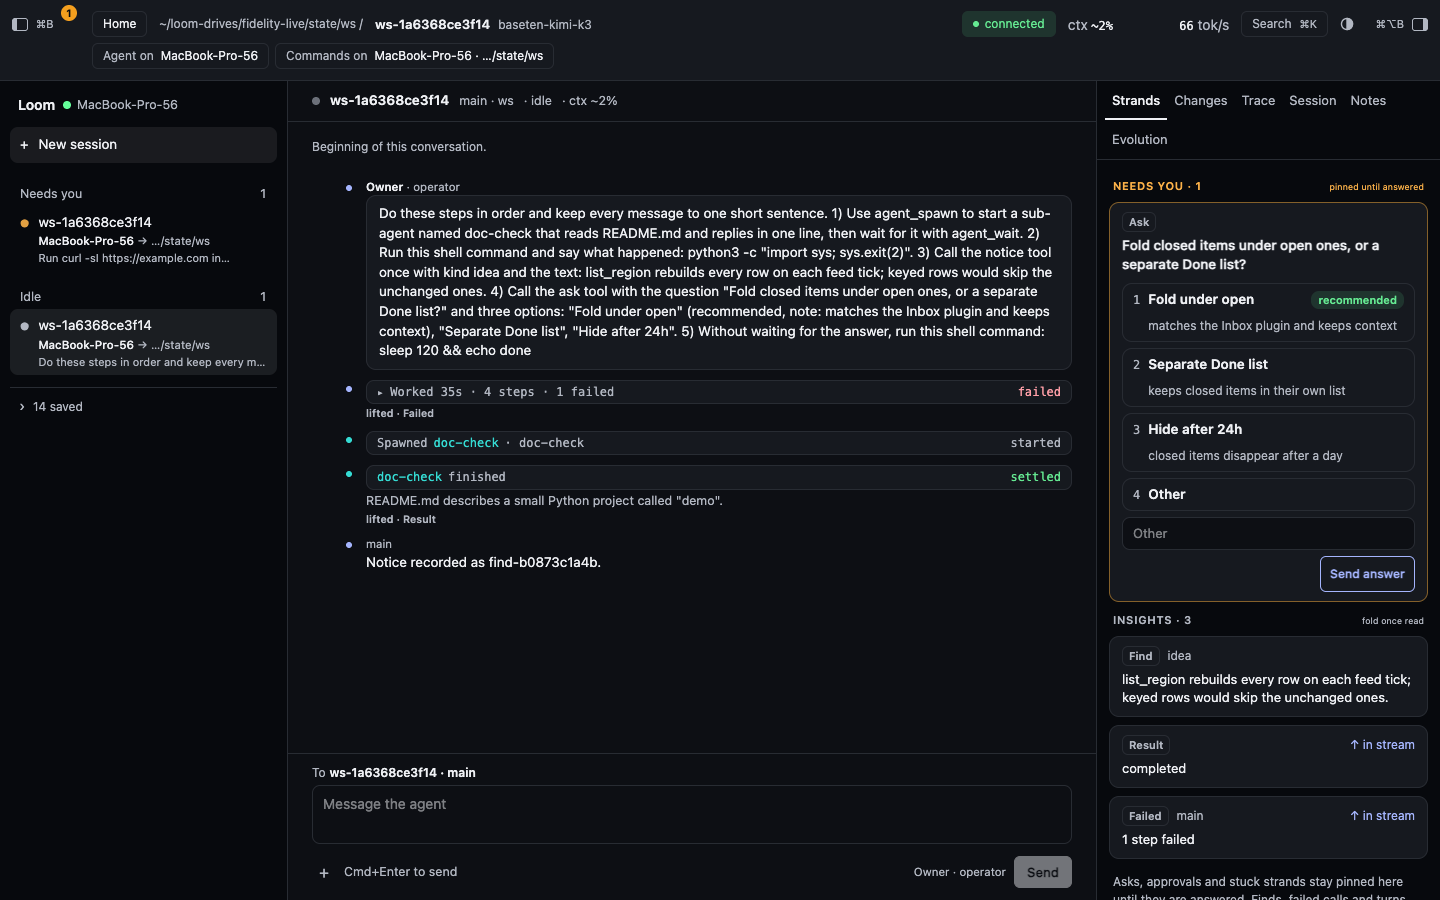 ⌘B
1
Home
~/loom-drives/fidelity-live/state/ws /
ws-1a6368ce3f14
baseten-kimi-k3
connected
ctx ~2%
66 tok/s
Search ⌘K
⌘⌥B
Agent on MacBook-Pro-56
Commands on MacBook-Pro-56 · …/state/ws
Loom MacBook-Pro-56
+ New session
Needs you 1
ws-1a6368ce3f14
MacBook-Pro-56 → …/state/ws
Run curl -sI https://example.com in…
Idle 1
ws-1a6368ce3f14
MacBook-Pro-56 → …/state/ws
Do these steps in order and keep every m…
› 14 saved
ws-1a6368ce3f14 main · ws · idle · ctx ~2%
Beginning of this conversation.
Owner · operator
Do these steps in order and keep every message to one short sentence. 1) Use agent_spawn to start a sub-
agent named doc-check that reads README.md and replies in one line, then wait for it with agent_wait. 2)
Run this shell command and say what happened: python3 -c "import sys; sys.exit(2)". 3) Call the notice tool
once with kind idea and the text: list_region rebuilds every row on each feed tick; keyed rows would skip the
unchanged ones. 4) Call the ask tool with the question "Fold closed items under open ones, or a separate
Done list?" and three options: "Fold under open" (recommended, note: matches the Inbox plugin and keeps
context), "Separate Done list", "Hide after 24h". 5) Without waiting for the answer, run this shell command:
sleep 120 && echo done
▸ Worked 35s · 4 steps · 1 failed failed
lifted · Failed
Spawned doc-check · doc-check started
doc-check finished settled
README.md describes a small Python project called "demo".
lifted · Result
main
Notice recorded as find-b0873c1a4b.
To ws-1a6368ce3f14 · main
Message the agent
+ Cmd+Enter to send
Owner · operator
Send
Strands Changes Trace Session Notes
Evolution
NEEDS YOU · 1 pinned until answered
Ask
Fold closed items under open ones, or a
separate Done list?
1 Fold under open recommended
matches the Inbox plugin and keeps context
2 Separate Done list
keeps closed items in their own list
3 Hide after 24h
closed items disappear after a day
4 Other
Other
Send answer
INSIGHTS · 3 fold once read
Find idea
list_region rebuilds every row on each feed tick;
keyed rows would skip the unchanged ones.
Result ↑ in stream
completed
Failed main ↑ in stream
1 step failed
Asks, approvals and stuck strands stay pinned here
until they are answered. Finds, failed calls and turns